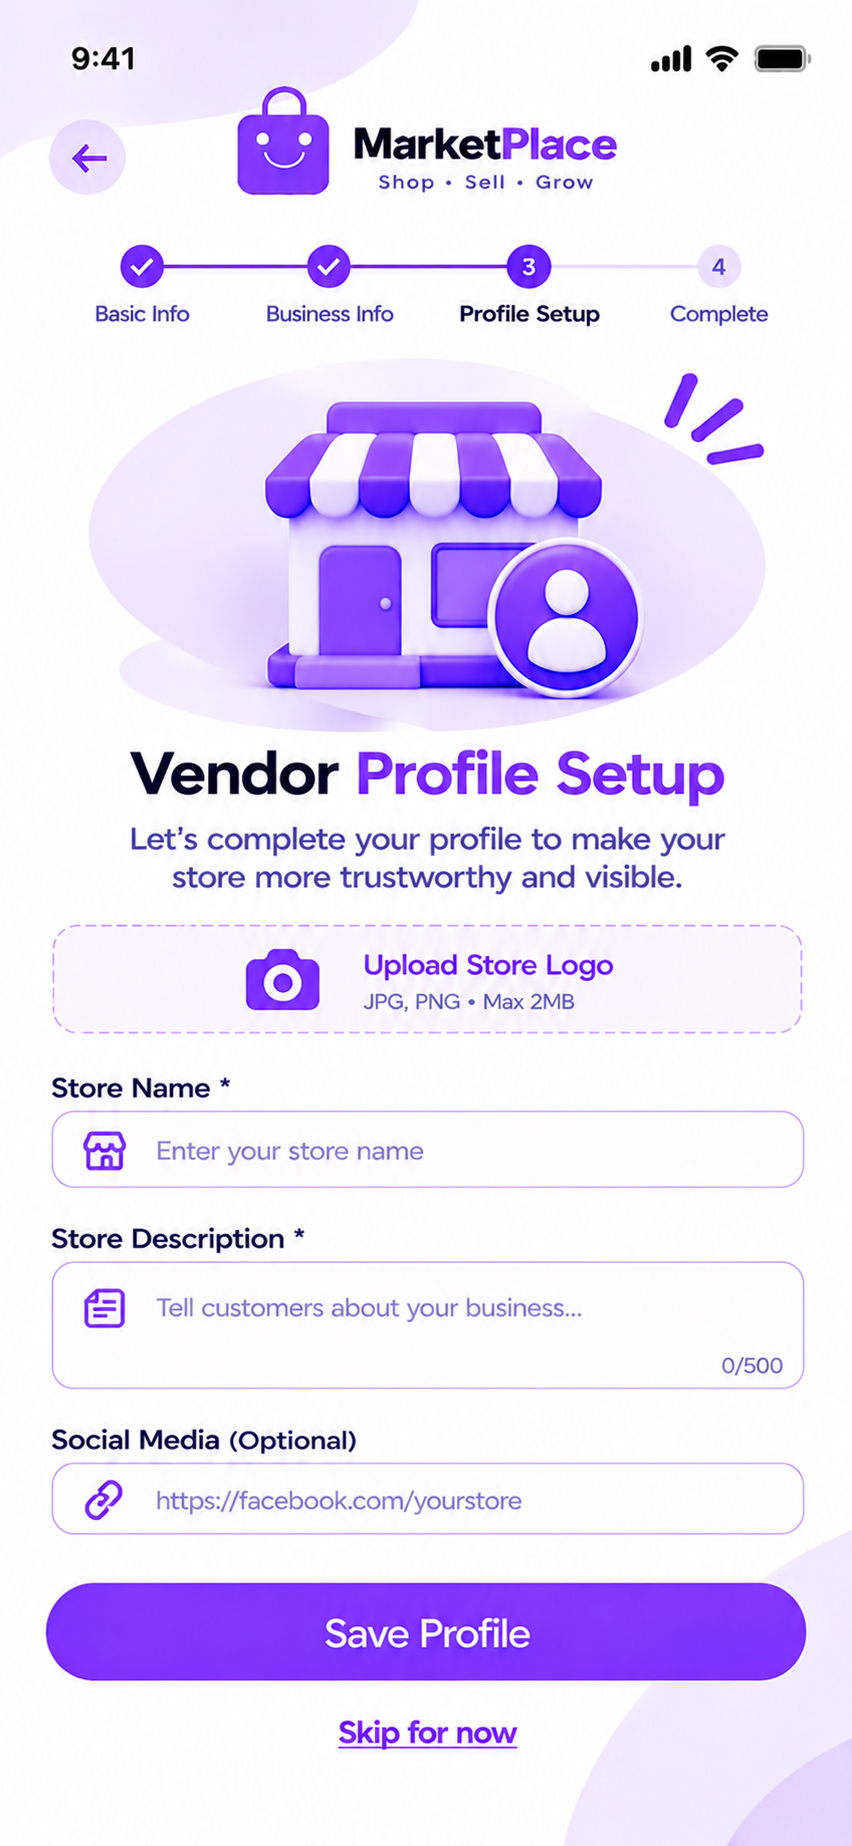 9:41
MarketPlace
Shop • Sell • Grow
3
4
Basic Info
Business Info
Profile Setup
Complete
Vendor Profile Setup
Let’s complete your profile to make your
store more trustworthy and visible.
Upload Store Logo
JPG, PNG • Max 2MB
Store Name *
Enter your store name
Store Description *
Tell customers about your business...
0/500
Social Media (Optional)
https://facebook.com/yourstore
Save Profile
Skip for now